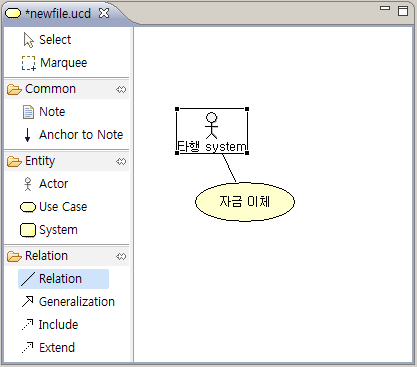 *newfile.ucd
Select
Marquee
Common
Note
Anchor to Note
Entity
Actor
Use Case
System
Relation
Relation
Generalization
Include
Extend
타행 system
자금 이체